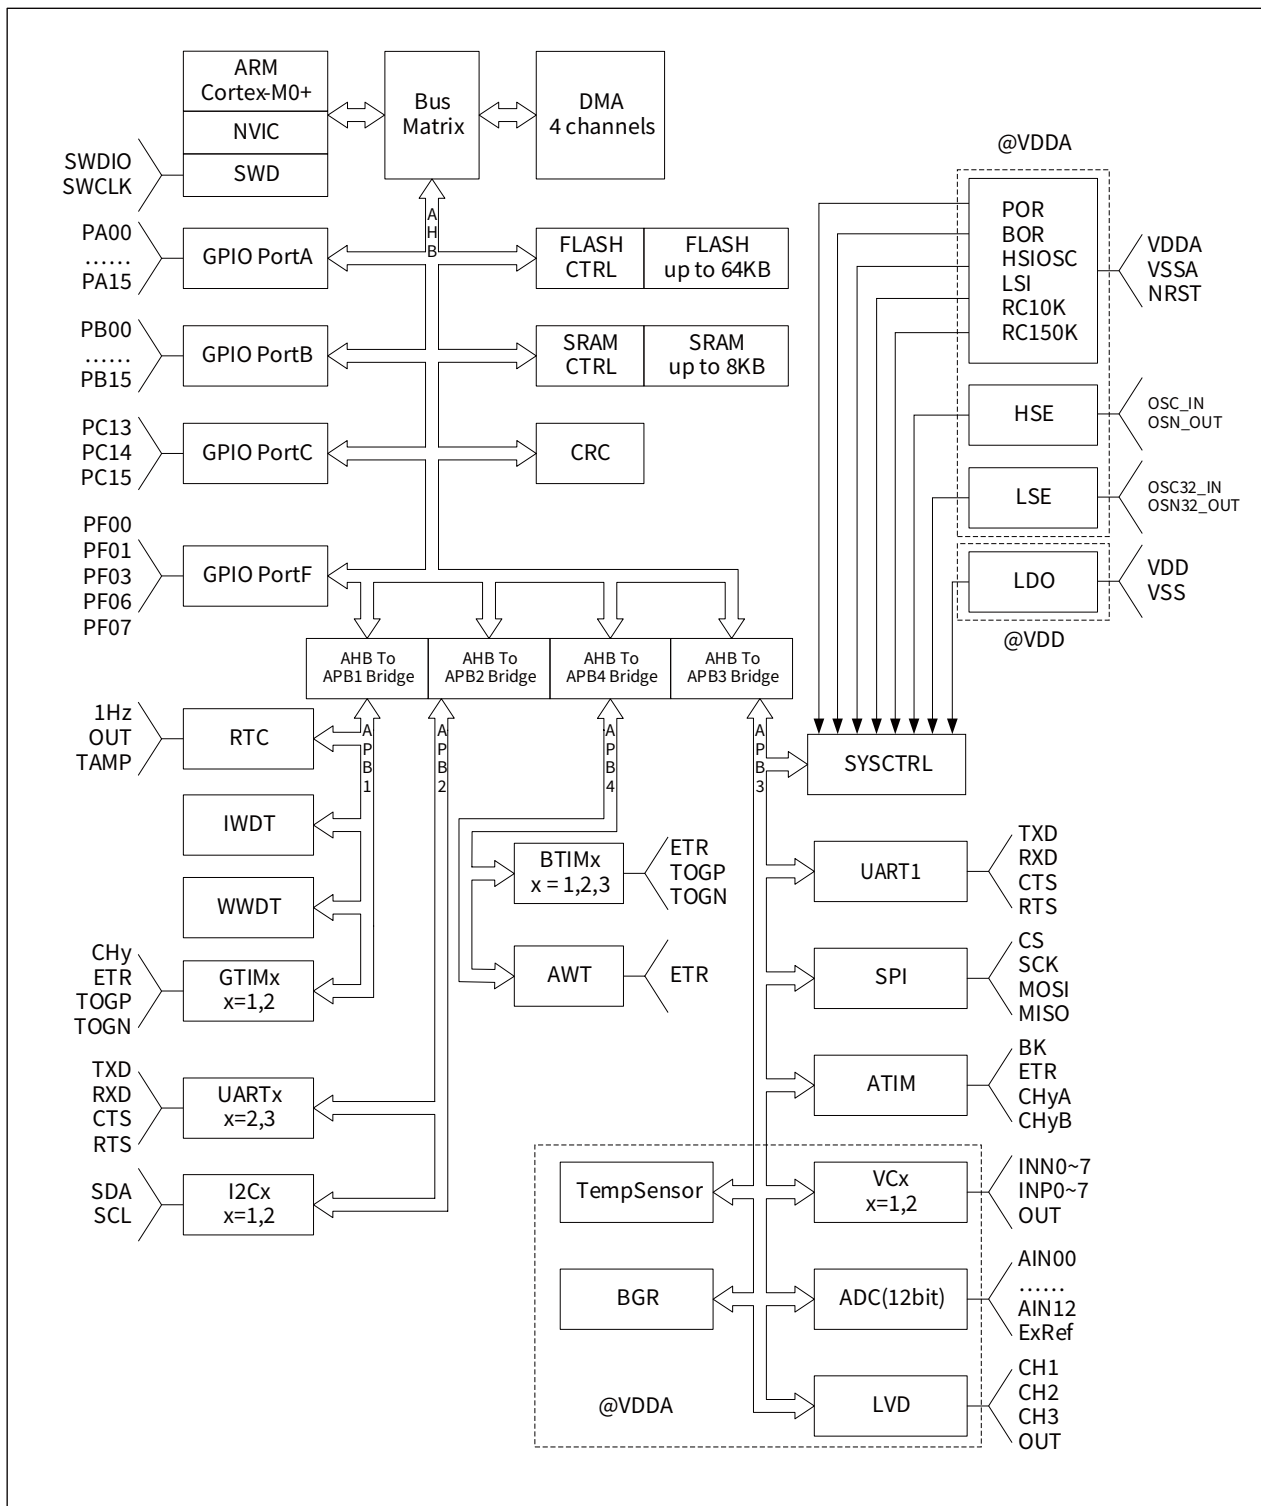 ARM
Cortex-M0+
NVIC
SWD
Bus
Matrix
DMA
4 channels
SWDIO
SWCLK
AHB
PA00
......
PA15
GPIO PortA
FLASH
CTRL
FLASH
up to 64KB
PB00
......
PB15
GPIO PortB
SRAM
CTRL
SRAM
up to 8KB
PC13
PC14
PC15
GPIO PortC
CRC
PF00
PF01
PF03
PF06
PF07
GPIO PortF
@VDDA
POR
BOR
HSIOSC
LSI
RC10K
RC150K
VDDA
VSSA
NRST
HSE
OSC_IN
OSN_OUT
LSE
OSC32_IN
OSN32_OUT
LDO
VDD
VSS
@VDD
AHB To
APB1 Bridge
AHB To
APB2 Bridge
AHB To
APB4 Bridge
AHB To
APB3 Bridge
APB1
APB2
APB4
APB3
1Hz
OUT
TAMP
RTC
SYSCTRL
IWDT
WWDT
CHy
ETR
TOGP
TOGN
GTIMx
x=1,2
BTIMx
x = 1,2,3
ETR
TOGP
TOGN
AWT
ETR
UART1
TXD
RXD
CTS
RTS
SPI
CS
SCK
MOSI
MISO
TXD
RXD
CTS
RTS
UARTx
x=2,3
ATIM
BK
ETR
CHyA
CHyB
SDA
SCL
I2Cx
x=1,2
TempSensor
VCx
x=1,2
INN0~7
INP0~7
OUT
BGR
ADC(12bit)
AIN00
......
AIN12
ExRef
@VDDA
LVD
CH1
CH2
CH3
OUT